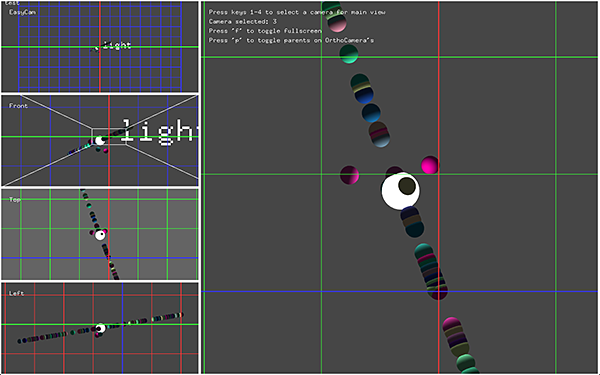 test
EasyCam
light
Front
light
Top
Left
Press keys 1-4 to select a camera for main view
Camera selected: 3
Press "f" to toggle Fullscreen
Press "p" to toggle parents on OrthoCamera's